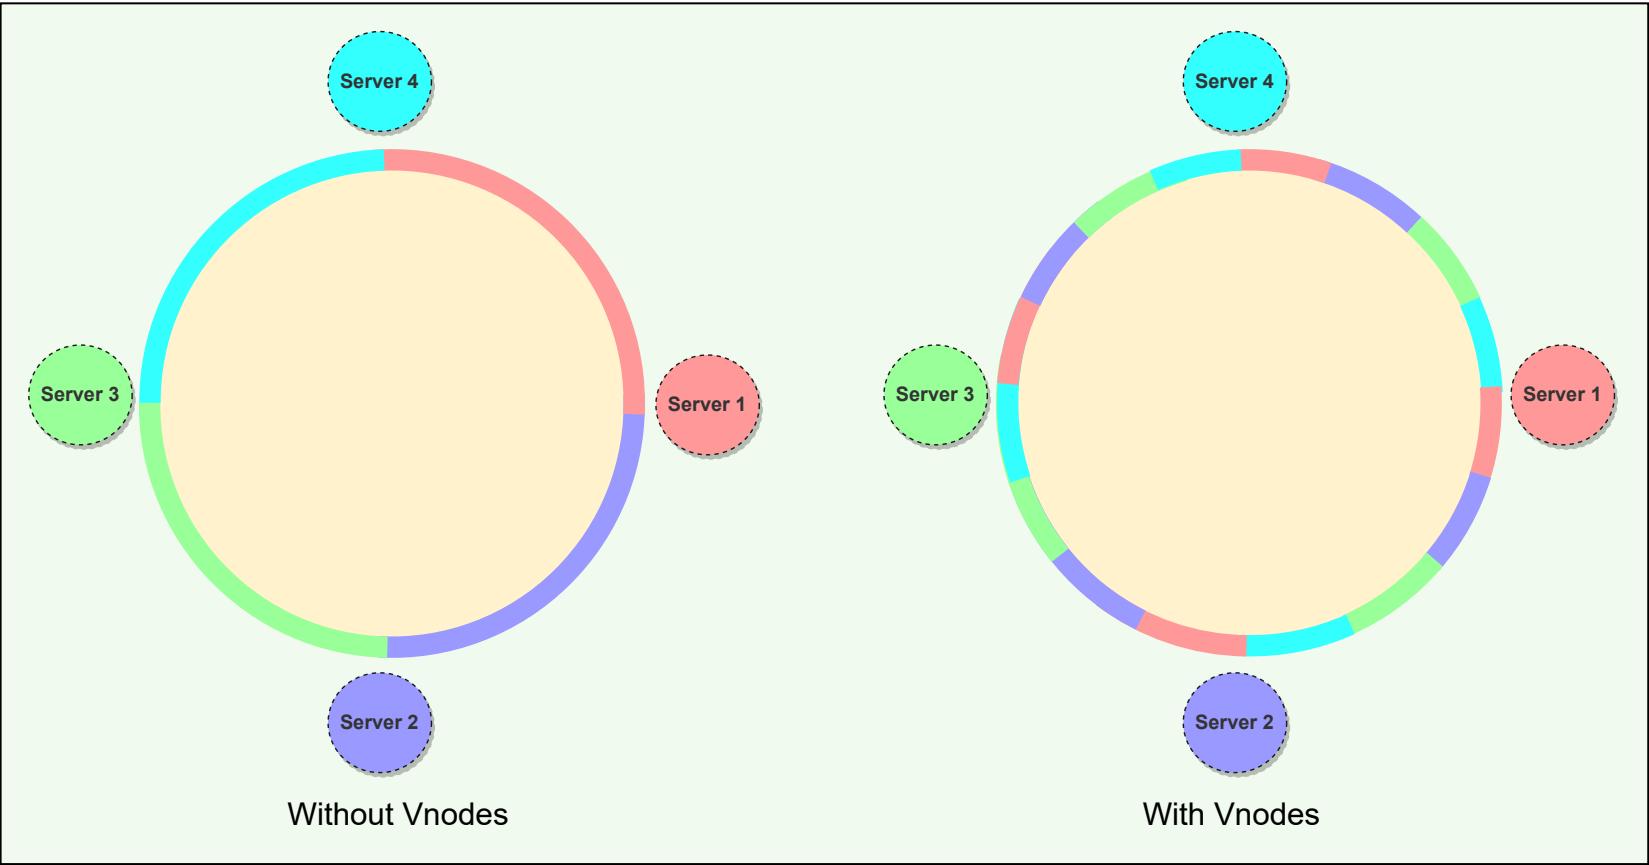 Server 4
Server 3
Server 1
Server 2
Without Vnodes
Server 4
Server 3
Server 1
Server 2
With Vnodes